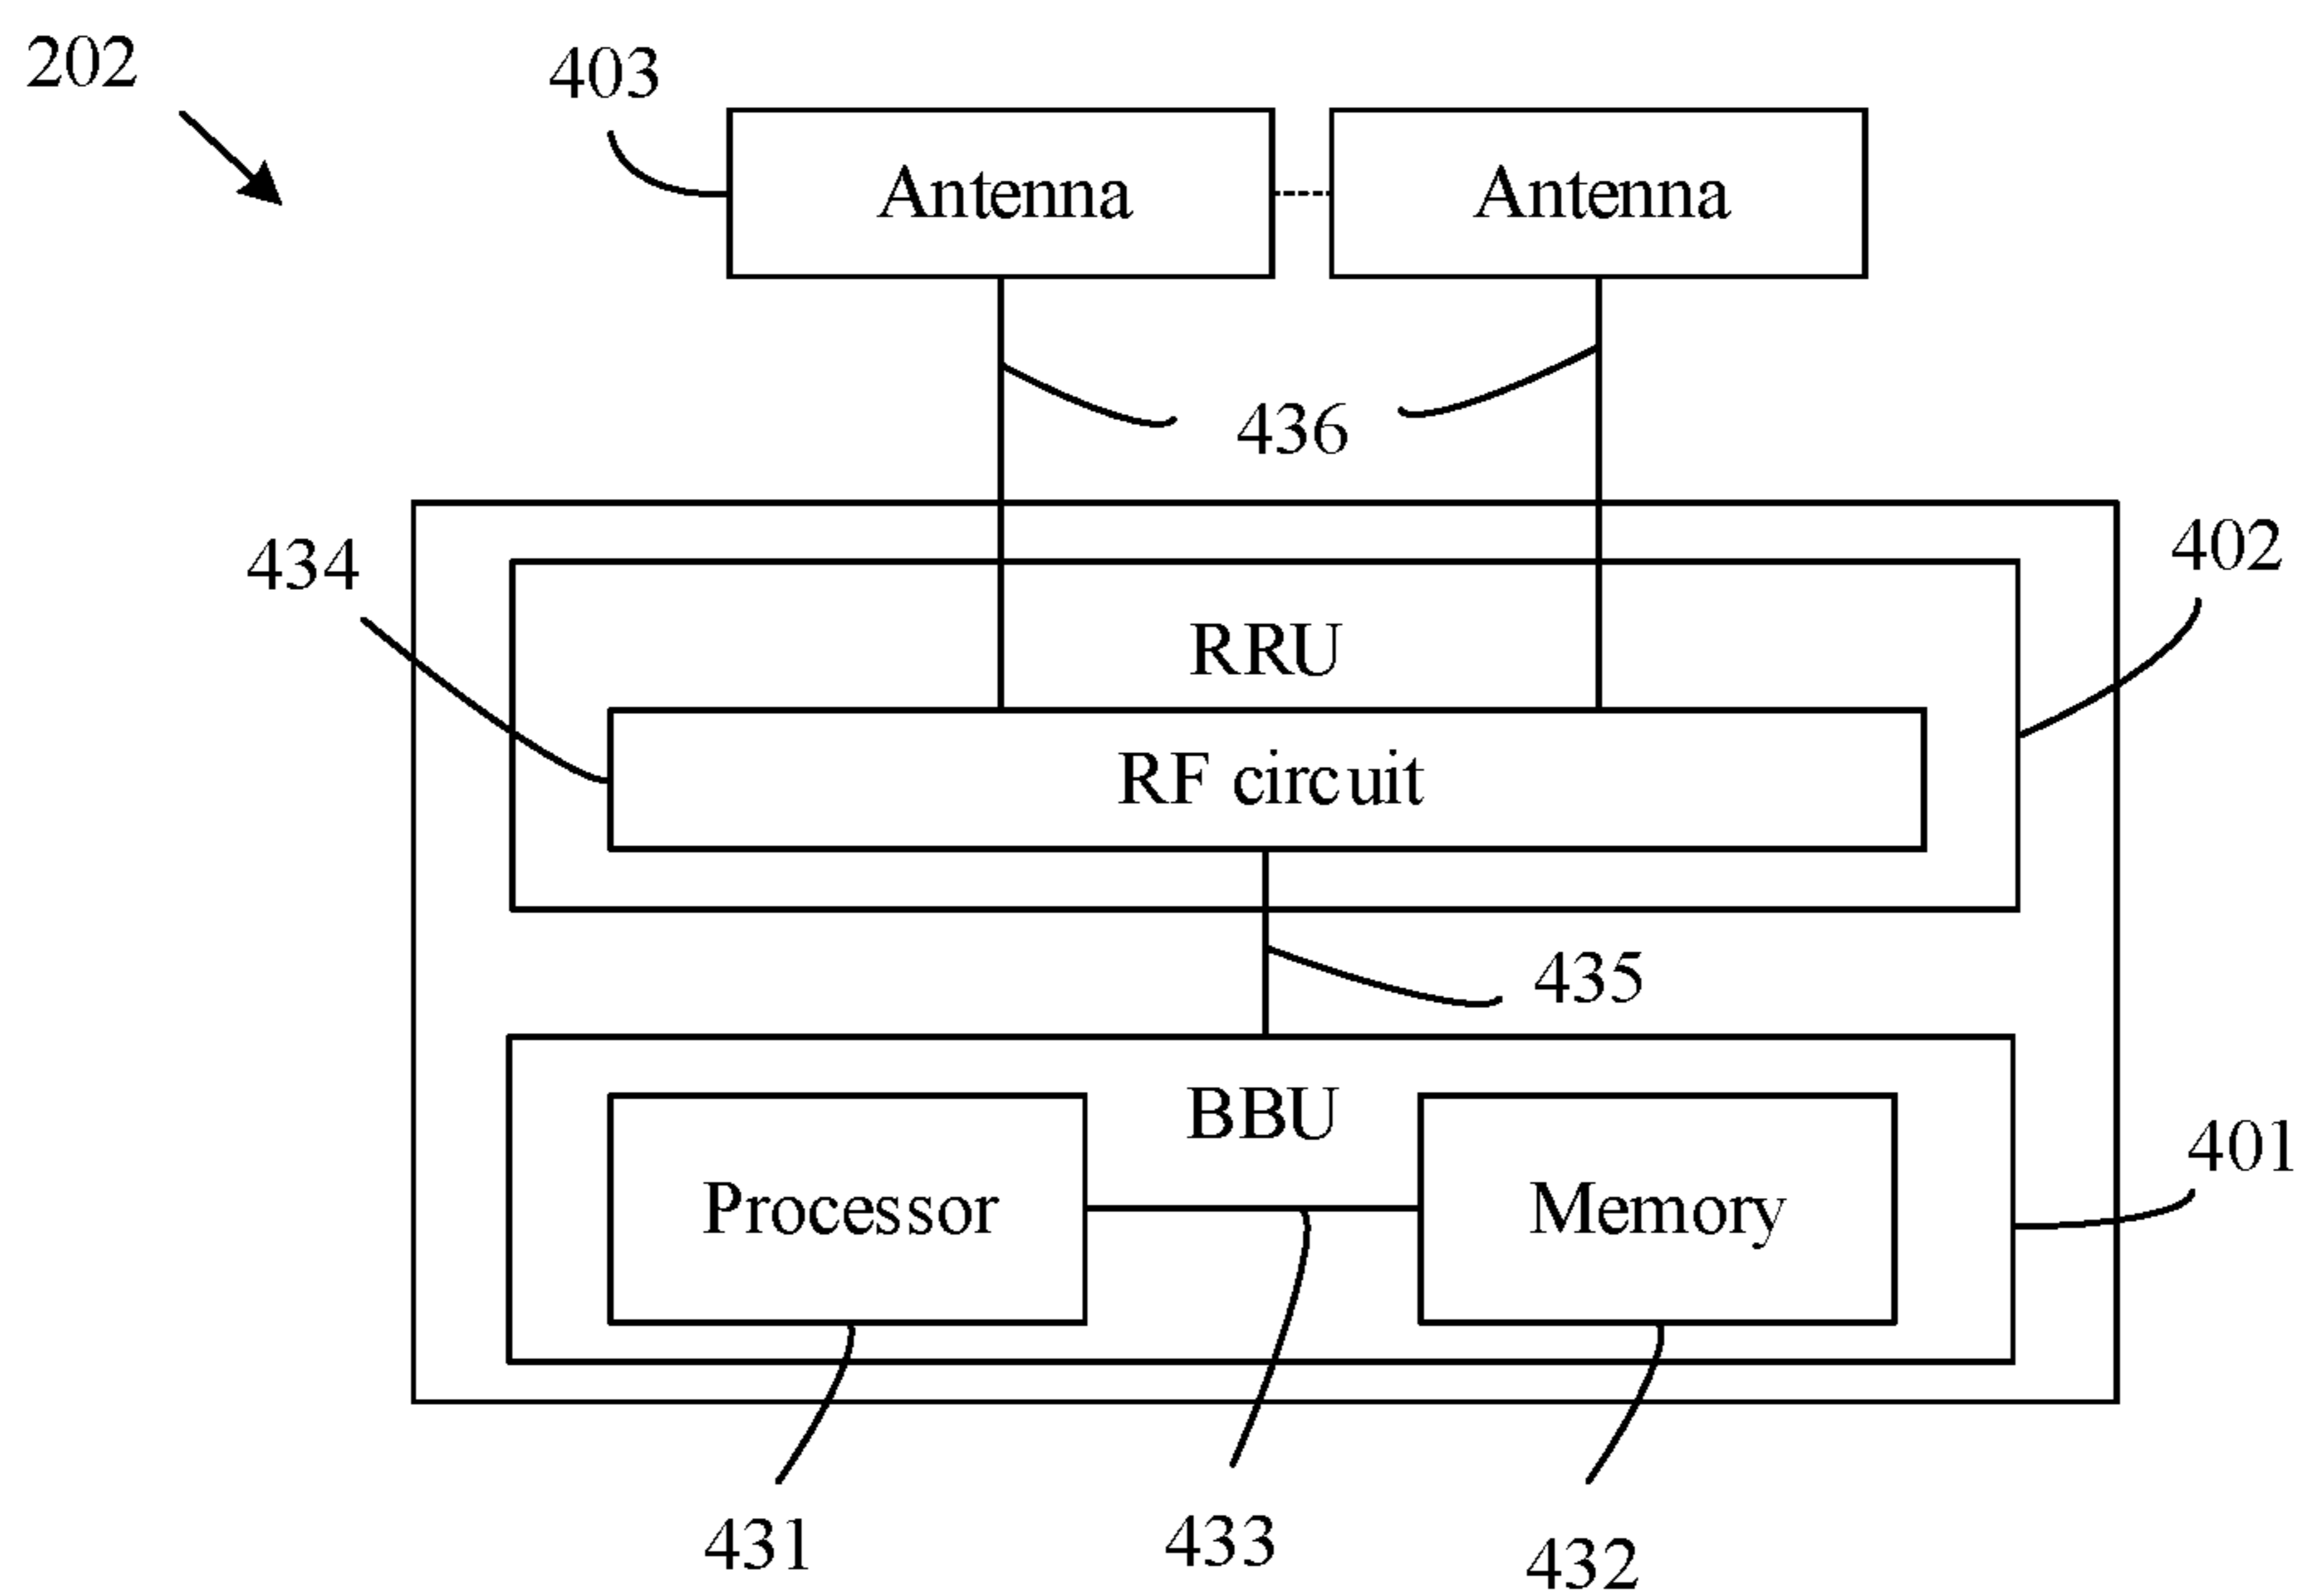 202
403
Antenna
Antenna
436
434
402
RRU
RF circuit
435
BBU
401
Processor
Memory
431
433
432